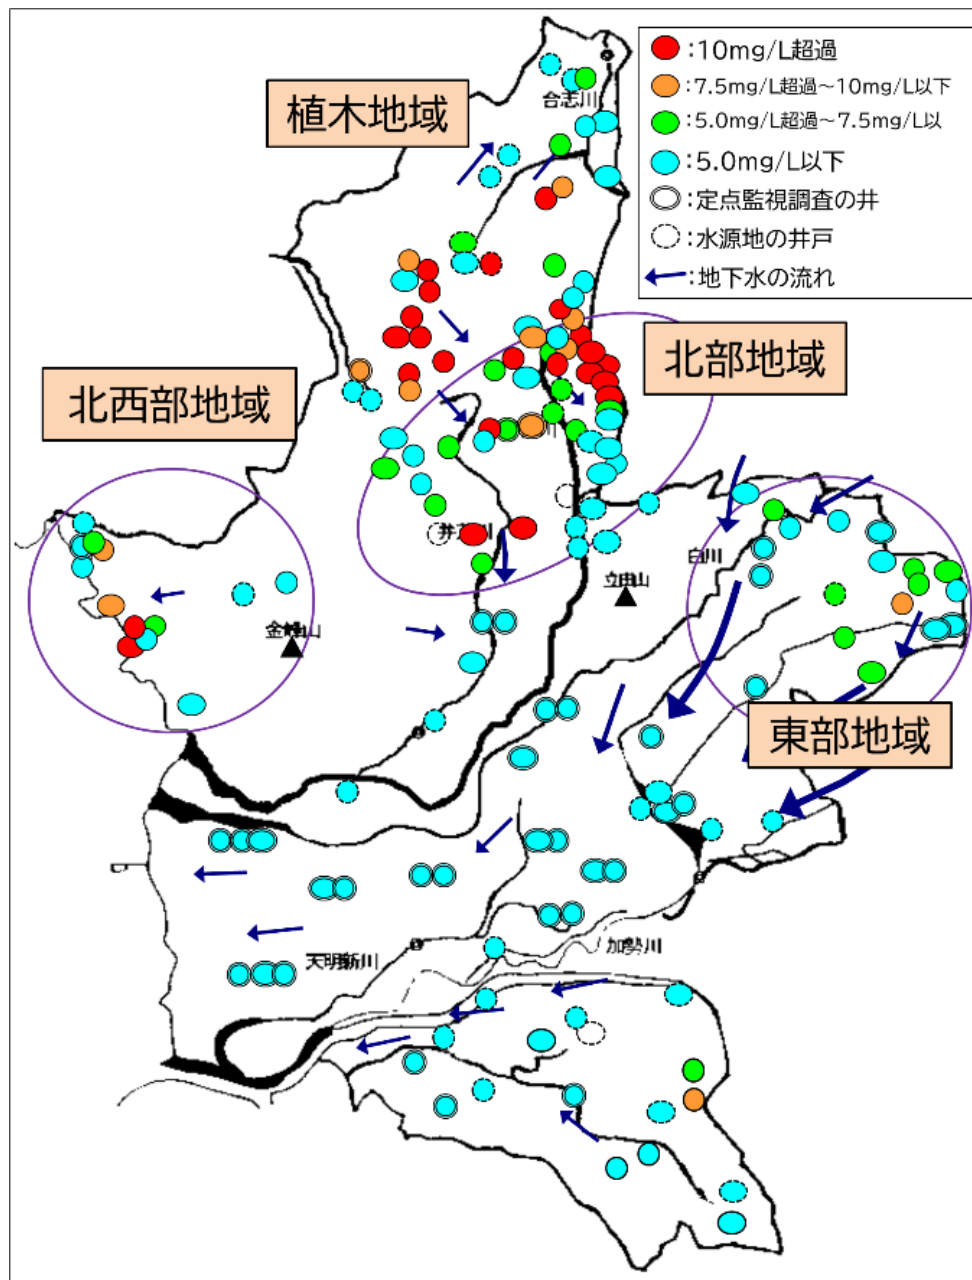 :10mg/L超過
:7.5mg/L超過～10mg/L以下
:5.0mg/L超過～7.5mg/L以
:5.0mg/L以下
:定点監視調査の井
:水源地の井戸
:地下水の流れ
植木地域
合志川
北部地域
北西部地域
井芹川
白川
立田山
金峰山
東部地域
加勢川
天明新川